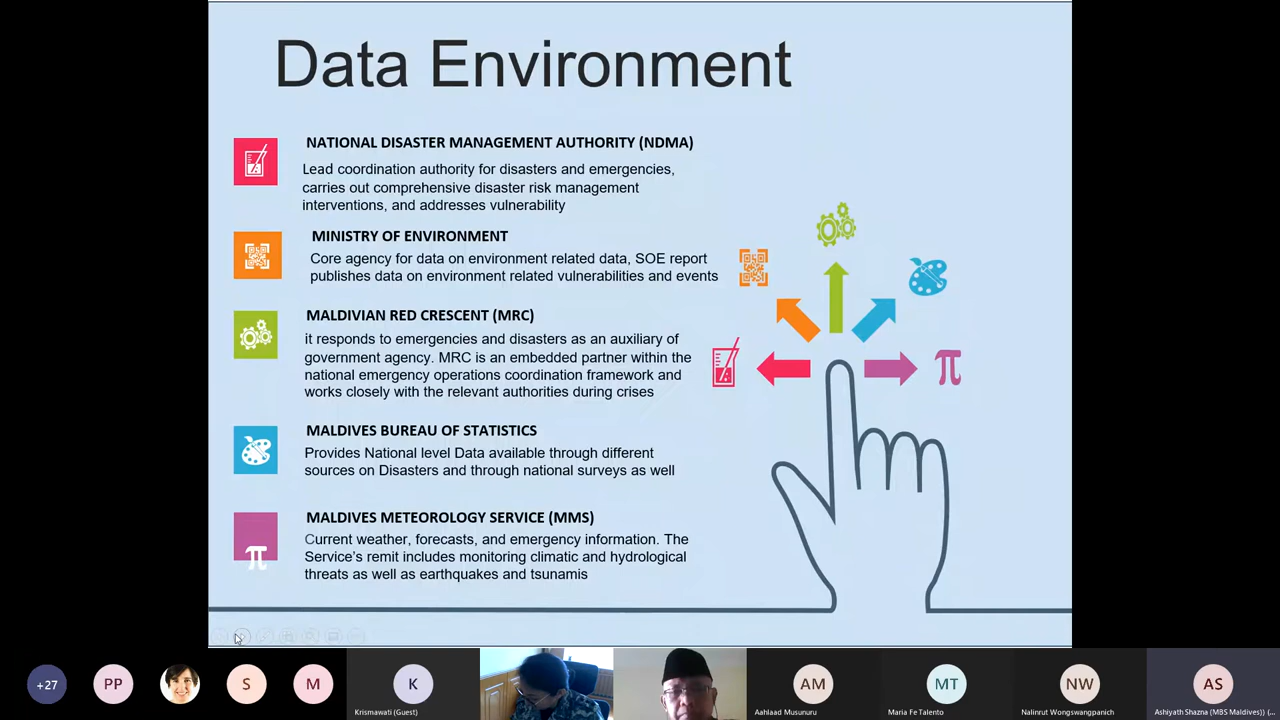 Data Environment
NATIONAL DISASTER MANAGEMENT AUTHORITY (NDMA)
Lead coordination authority for disasters and emergencies,
carries out comprehensive disaster risk management
interventions, and addresses vulnerability
MINISTRY OF ENVIRONMENT
Core agency for data on environment related data, SOE report
publishes data on environment related vulnerabilities and events
MALDIVIAN RED CRESCENT (MRC)
it responds to emergencies and disasters as an auxiliary of
government agency. MRC is an embedded partner within the
national emergency operations coordination framework and
works closely with the relevant authorities during crises
MALDIVES BUREAU OF STATISTICS
Provides National level Data available through different
sources on Disasters and through national surveys as well
MALDIVES METEOROLOGY SERVICE (MMS)
Current weather, forecasts, and emergency information. The
Service's remit includes monitoring climatic and hydrological
threats as well as earthquakes and tsunamis
π
π
+27
PP
S
M
K
AM
MT
NW
AS
Krismawati (Guest)
Aahlaad Musunuru
Maria Fe Talento
Nalinrut Wongswangpanich
Ashiyath Shazna (MBS Maldives)) (...